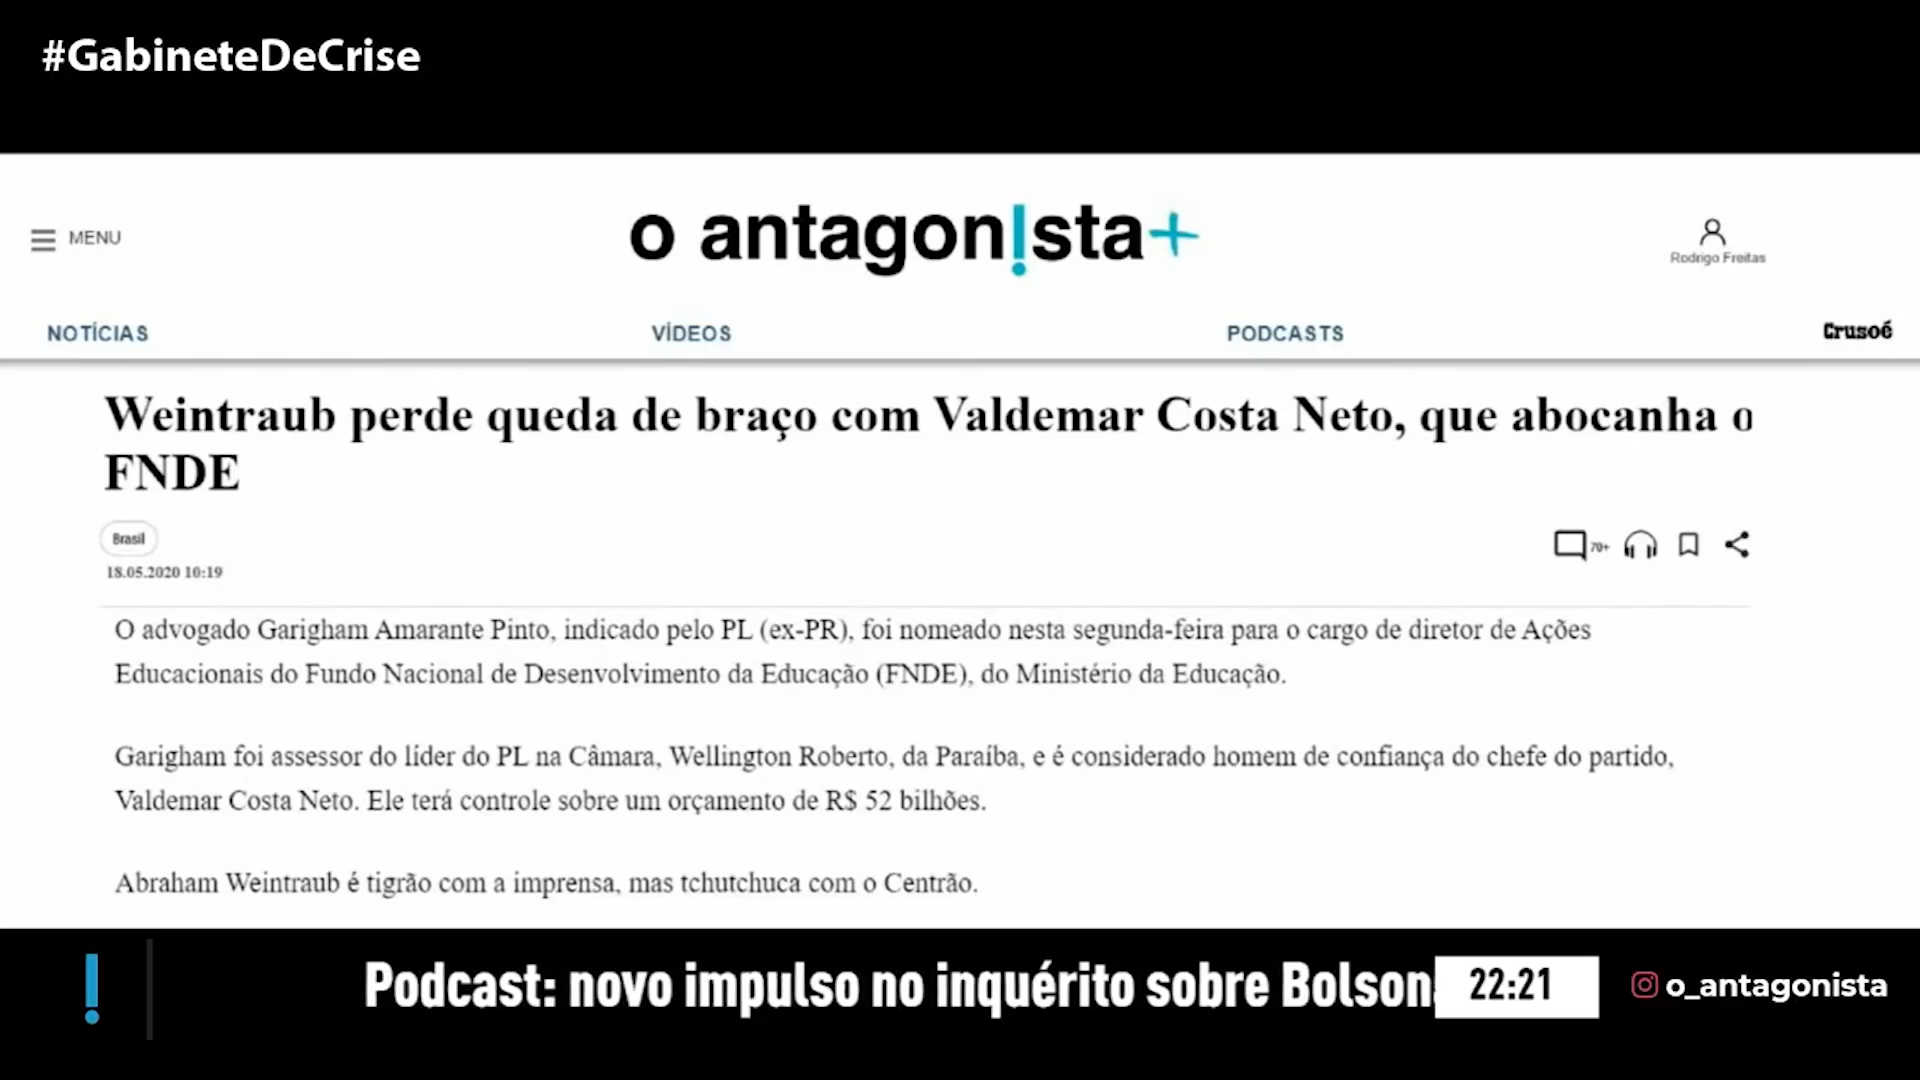 #GabineteDeCrise
MENU
o antagon!sta+
Rodrigo Freitas
NOTÍCIAS
VÍDEOS
PODCASTS
Crusoé
Weintraub perde queda de braço com Valdemar Costa Neto, que abocanha o
FNDE
Brasil
70+
18.05.2020 10:19
O advogado Garigham Amarante Pinto, indicado pelo PL (ex-PR), foi nomeado nesta segunda-feira para o cargo de diretor de Ações
Educacionais do Fundo Nacional de Desenvolvimento da Educação (FNDE), do Ministério da Educação.
Garigham foi assessor do líder do PL na Câmara, Wellington Roberto, da Paraíba, e é considerado homem de confiança do chefe do partido,
Valdemar Costa Neto. Ele terá controle sobre um orçamento de R$ 52 bilhões.
Abraham Weintraub é tigrão com a imprensa, mas tchutchuca com o Centrão.
Podcast: novo impulso no inquérito sobre Bolson
22:21
o_antagonista